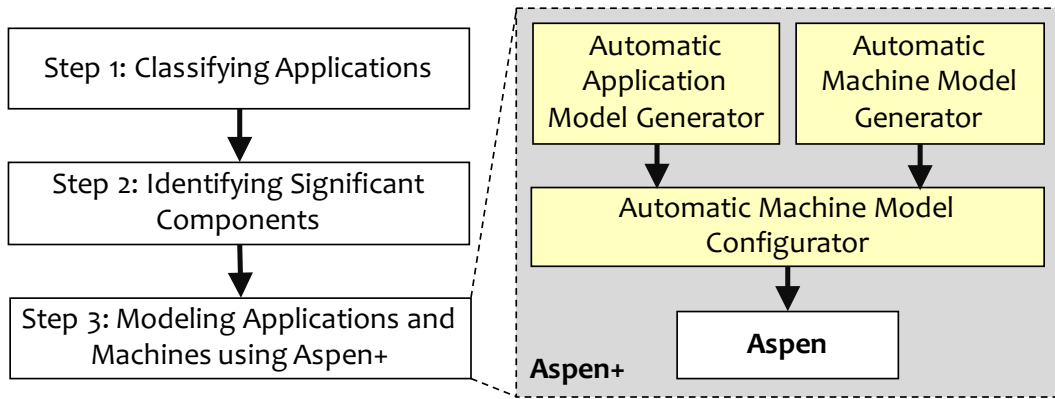 Step 1: Classifying Applications
Step 2: Identifying Significant
Components
Step 3: Modeling Applications and
Machines using Aspen+
Automatic
Application
Model Generator
Automatic
Machine Model
Generator
Automatic Machine Model
Configurator
Aspen
Aspen+